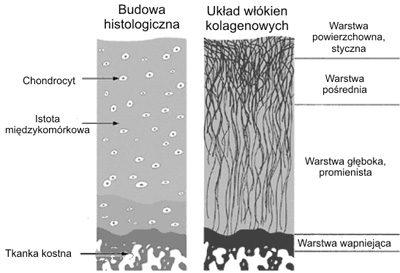 Budowa
histologiczna
Układ włókien
kolagenowych
Chondrocyt
Istota
międzykomórkowa
Tkanka kostna
Warstwa
powierzchowna,
styczna
Warstwa
pośrednia
Warstwa głęboka,
promienista
Warstwa wapniejąca